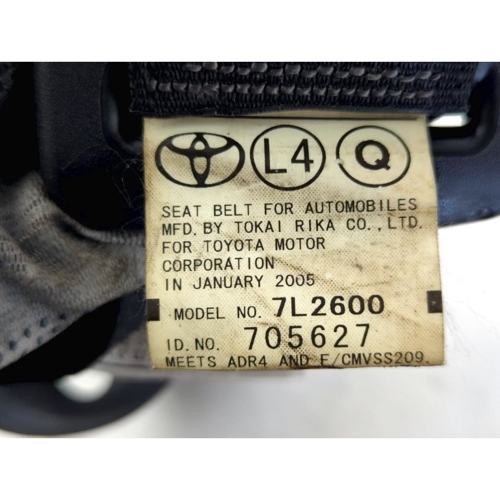 L4 Q
SEAT BELT FOR AUTOMOBILES
MFD. BY TOKAI RIKA CO., LTD.
FOR TOYOTA MOTOR
CORPORATION
IN JANUARY 2005
MODEL NO. 7L2600
I.D. NO. 705627
MEETS ADR4 AND F/CMVSS209.